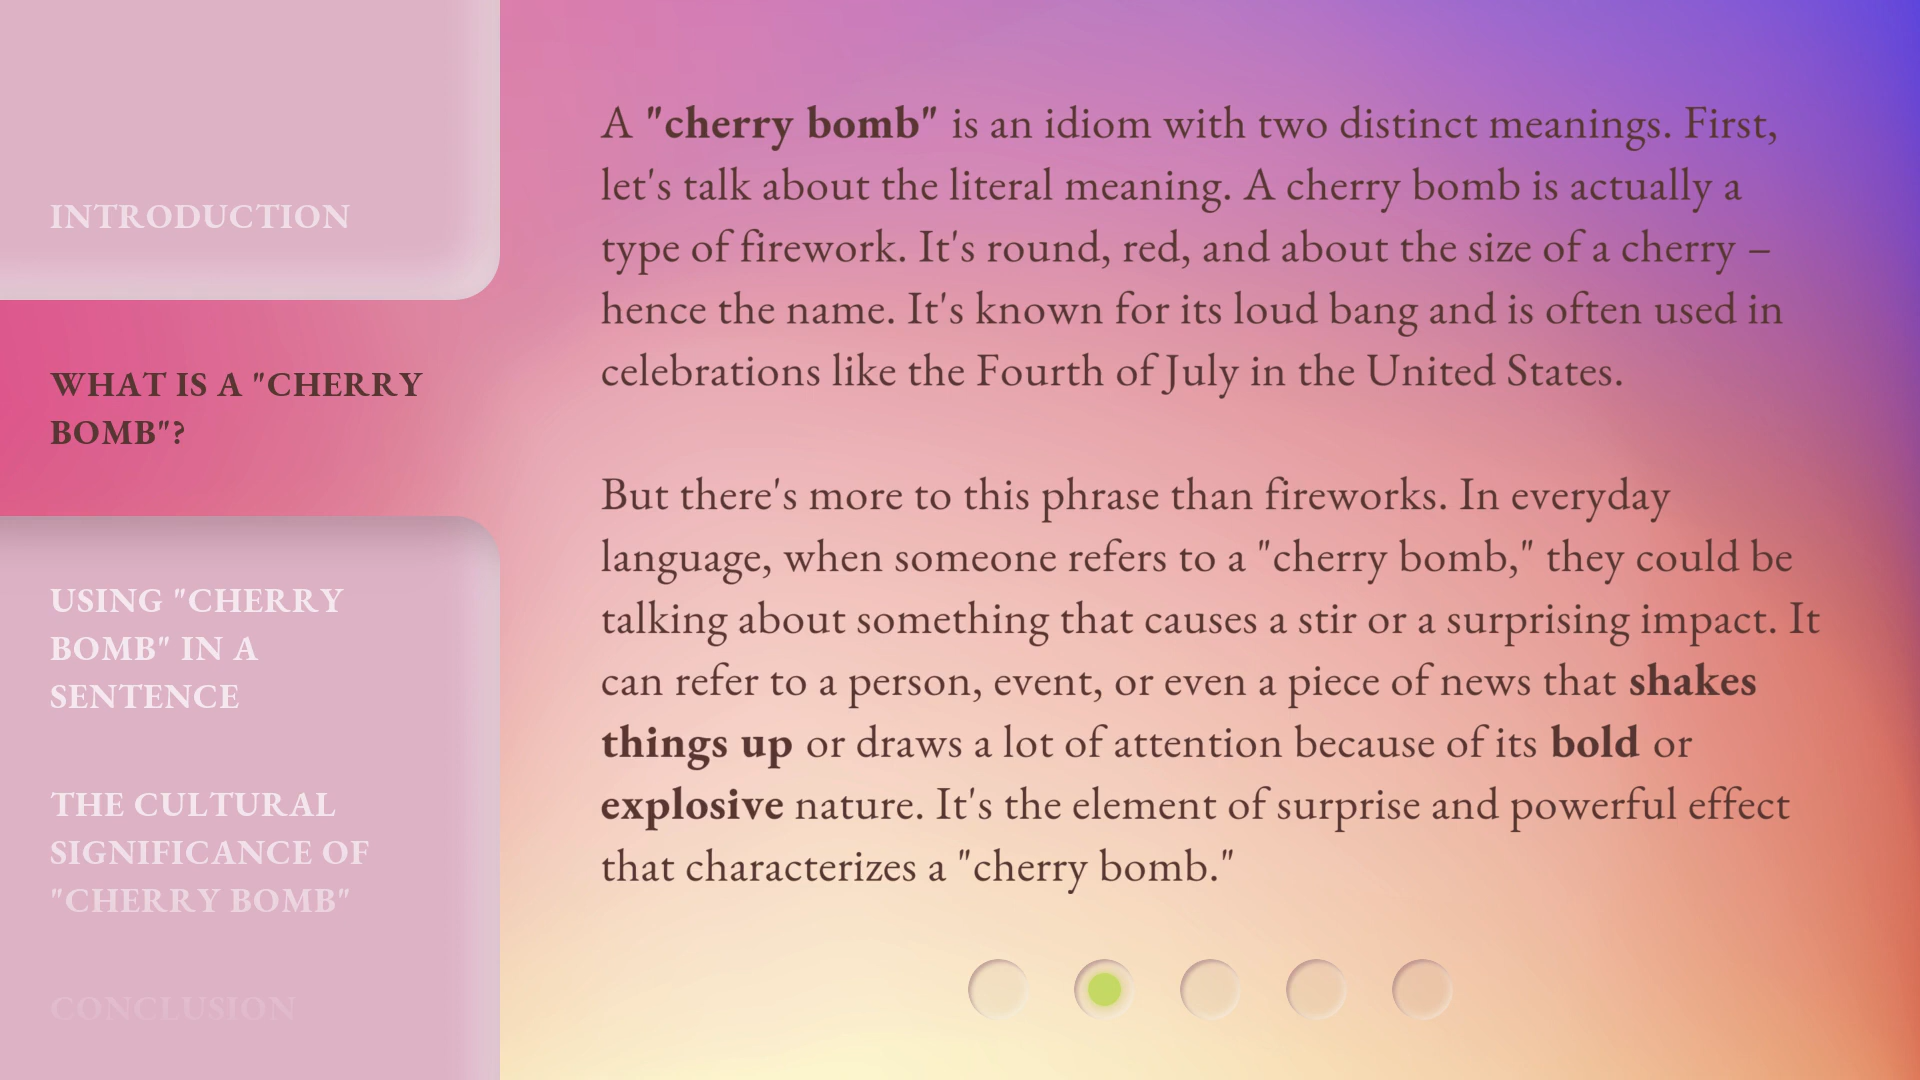 INTRODUCTION
WHAT IS A "CHERRY
BOMB"?
USING "CHERRY
BOMB" IN A
SENTENCE
THE CULTURAL
SIGNIFICANCE OF
"CHERRY BOMB"
CONCLUSION
A "cherry bomb" is an idiom with two distinct meanings. First,
let's talk about the literal meaning. A cherry bomb is actually a
type of firework. It's round, red, and about the size of a cherry –
hence the name. It's known for its loud bang and is often used in
celebrations like the Fourth of July in the United States.
But there's more to this phrase than fireworks. In everyday
language, when someone refers to a "cherry bomb," they could be
talking about something that causes a stir or a surprising impact. It
can refer to a person, event, or even a piece of news that shakes
things up or draws a lot of attention because of its bold or
explosive nature. It's the element of surprise and powerful effect
that characterizes a "cherry bomb."